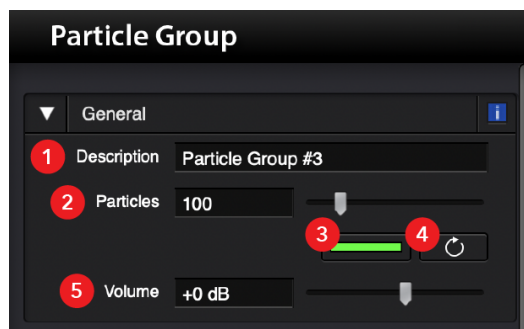 Particle Group
General
i
1 Description Particle Group #3
2 Particles 100
3 4
5 Volume +0 dB